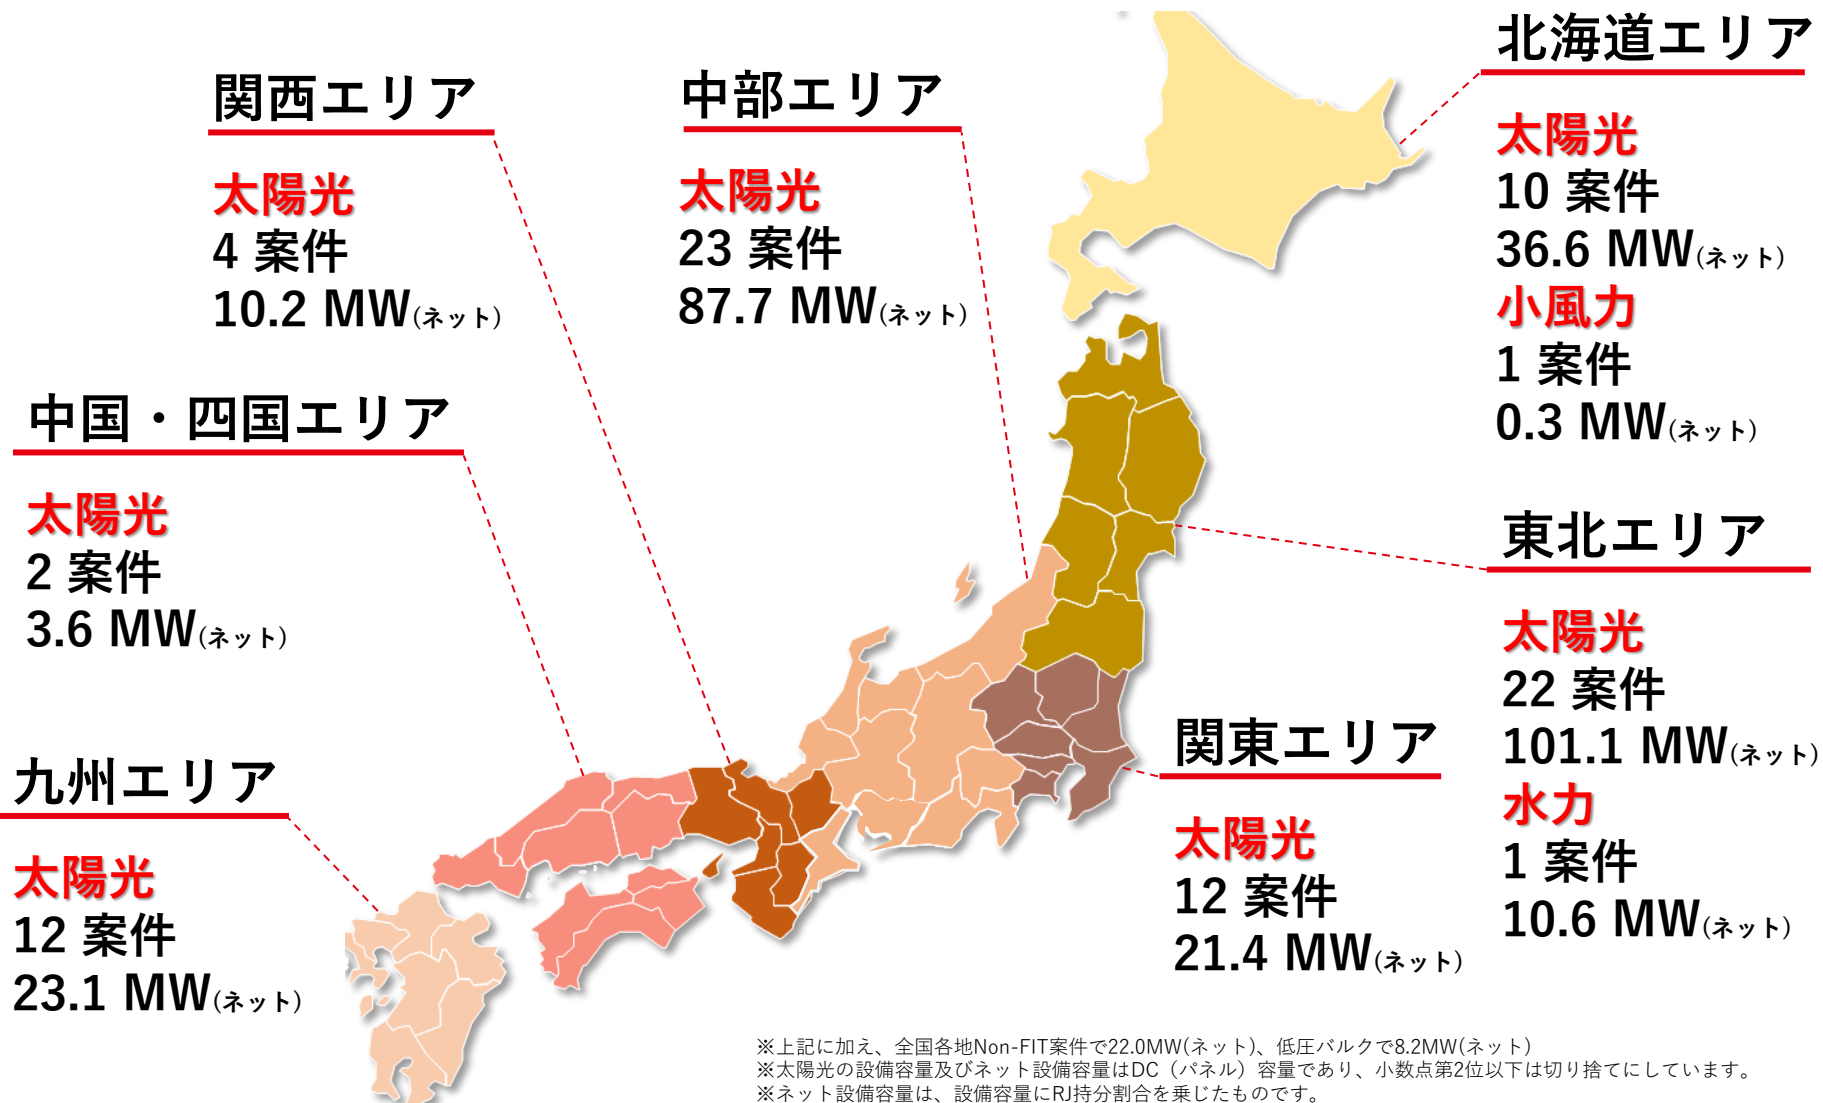 北海道エリア
太陽光
10 案件
36.6 MW(ネット)
小風力
1 案件
0.3 MW(ネット)
関西エリア
太陽光
4 案件
10.2 MW(ネット)
中部エリア
太陽光
23 案件
87.7 MW(ネット)
中国・四国エリア
太陽光
2 案件
3.6 MW(ネット)
東北エリア
太陽光
22 案件
101.1 MW(ネット)
水力
1 案件
10.6 MW(ネット)
関東エリア
太陽光
12 案件
21.4 MW(ネット)
九州エリア
太陽光
12 案件
23.1 MW(ネット)
※上記に加え、全国各地Non-FIT案件で22.0MW(ネット)、低圧バルクで8.2MW(ネット)
※太陽光の設備容量及びネット設備容量はDC（パネル）容量であり、小数点第2位以下は切り捨てにしています。
※ネット設備容量は、設備容量にRJ持分割合を乗じたものです。